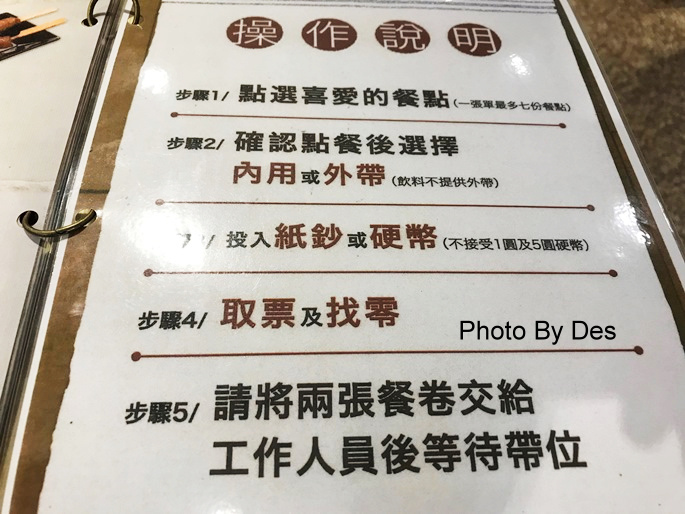 操作說明
步驟1/ 點選喜愛的餐點(一張單最多七份餐點)
步驟2/ 確認點餐後選擇
內用或外帶(飲料不提供外帶)
/ 投入紙鈔或硬幣(不接受1圓及5圓硬幣)
步驟4/ 取票及找零
Photo By Des
步驟5/ 請將兩張餐卷交給
工作人員後等待帶位